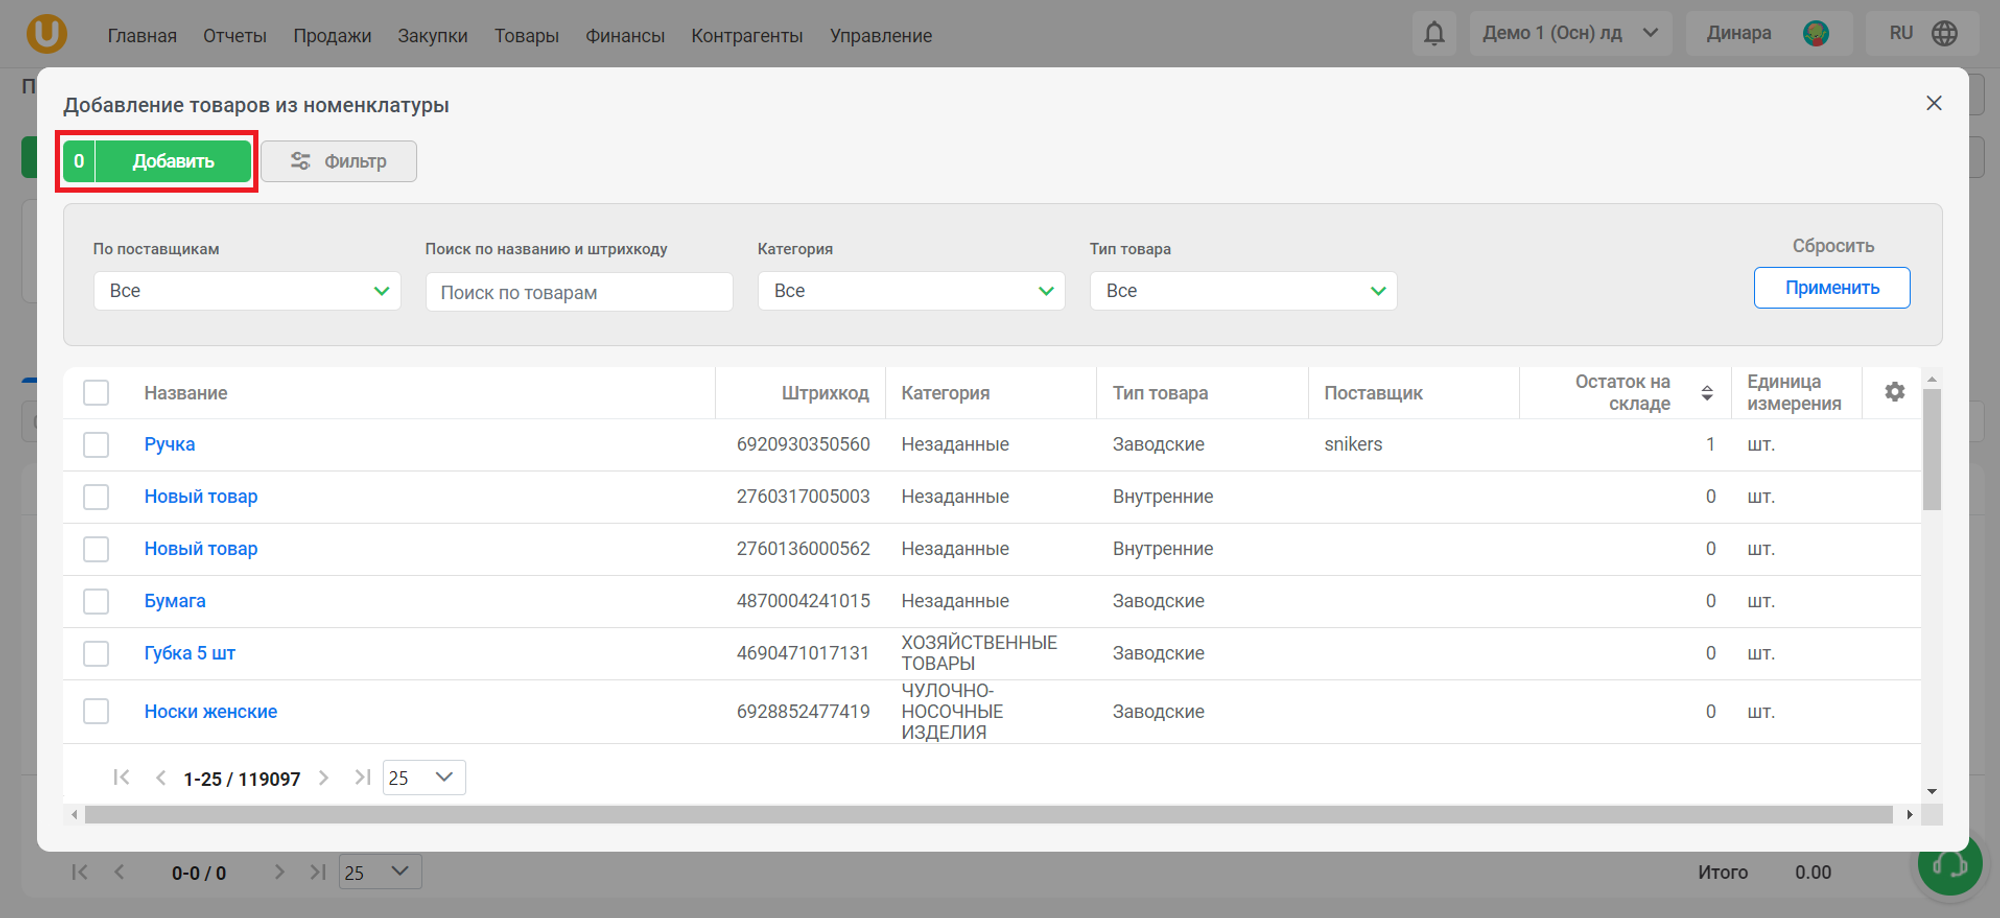 Главная Отчеты Продажи Закупки Товары Финансы Контрагенты Управление Демо 1 (Осн) лд Динара RU
Добавление товаров из номенклатуры
0 Добавить Фильтр
По поставщикам Поиск по названию и штрихкоду Категория Тип товара Сбросить
Все Поиск по товарам Все Все Применить
Название Штрихкод Категория Тип товара Поставщик Остаток на складе Единица измерения
Ручка 6920930350560 Незаданные Заводские snikers 1 шт.
Новый товар 2760317005003 Незаданные Внутренние 0 шт.
Новый товар 2760136000562 Незаданные Внутренние 0 шт.
Бумага 4870004241015 Незаданные Заводские 0 шт.
Губка 5 шт 4690471017131 ХОЗЯЙСТВЕННЫЕ ТОВАРЫ Заводские 0 шт.
Носки женские 6928852477419 ЧУЛОЧНО-НОСОЧНЫЕ ИЗДЕЛИЯ Заводские 0 шт.
1-25 / 119097 25
0-0 / 0 25 Итого 0.00